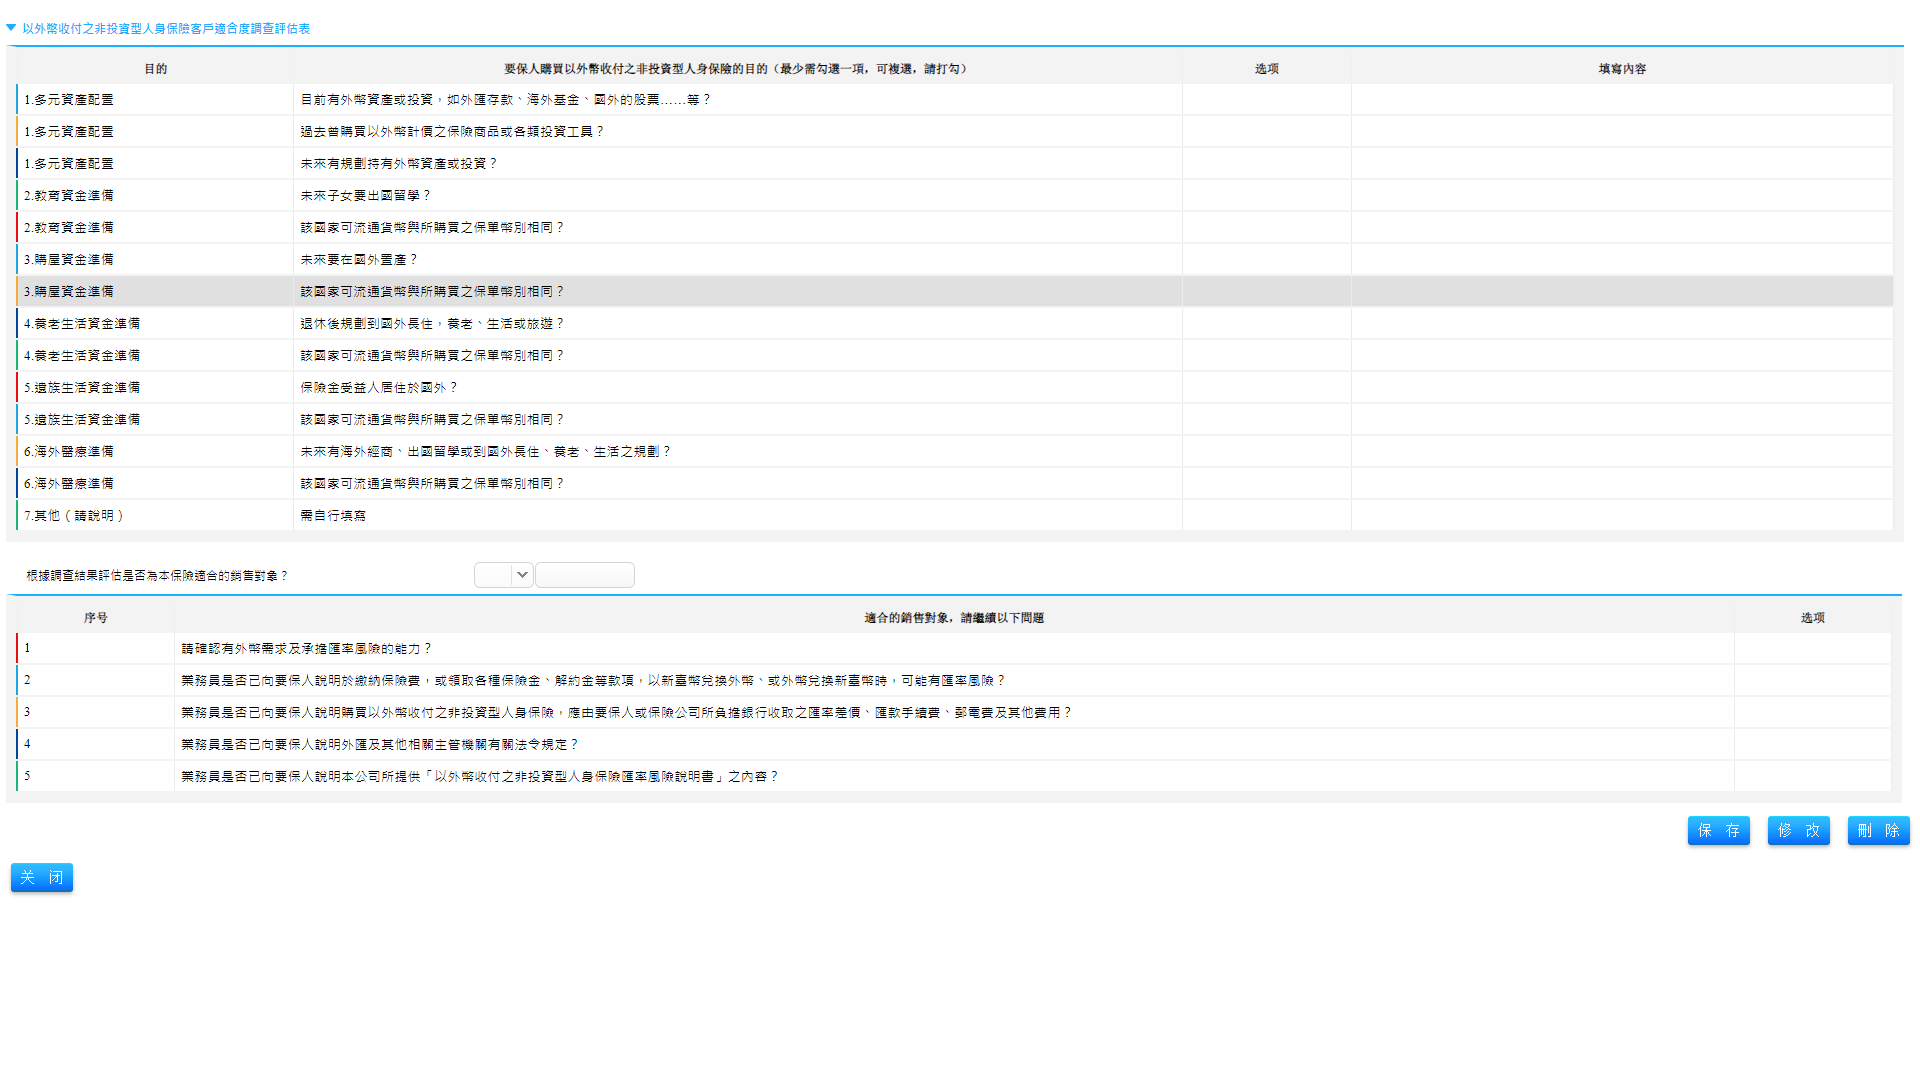 以外幣收付之非投資型人身保險客戶適合度調查評估表
目的 要保人購買以外幣收付之非投資型人身保險的目的（最少需勾選一項，可複選，請打勾） 选项 填寫內容
1.多元資產配置 目前有外幣資產或投資，如外匯存款、海外基金、國外的股票……等？
1.多元資產配置 過去曾購買以外幣計價之保險商品或各類投資工具？
1.多元資產配置 未來有規劃持有外幣資產或投資？
2.教育資金準備 未來子女要出國留學？
2.教育資金準備 該國家可流通貨幣與所購買之保單幣別相同？
3.購屋資金準備 未來要在國外置產？
3.購屋資金準備 該國家可流通貨幣與所購買之保單幣別相同？
4.養老生活資金準備 退休後規劃到國外長住，養老、生活或旅遊？
4.養老生活資金準備 該國家可流通貨幣與所購買之保單幣別相同？
5.遺族生活資金準備 保險金受益人居住於國外？
5.遺族生活資金準備 該國家可流通貨幣與所購買之保單幣別相同？
6.海外醫療準備 未來有海外經商、出國留學或到國外長住、養老、生活之規劃？
6.海外醫療準備 該國家可流通貨幣與所購買之保單幣別相同？
7.其他（請說明） 需自行填寫
根據調查結果評估是否為本保險適合的銷售對象？
序号 適合的銷售對象，請繼續以下問題 选项
1 請確認有外幣需求及承擔匯率風險的能力？
2 業務員是否已向要保人說明於繳納保險費，或領取各種保險金、解約金等款項，以新臺幣兌換外幣、或外幣兌換新臺幣時，可能有匯率風險？
3 業務員是否已向要保人說明購買以外幣收付之非投資型人身保險，應由要保人或保險公司所負擔銀行收取之匯率差價、匯款手續費、郵電費及其他費用？
4 業務員是否已向要保人說明外匯及其他相關主管機關有關法令規定？
5 業務員是否已向要保人說明本公司所提供「以外幣收付之非投資型人身保險匯率風險說明書」之內容？
保 存 修 改 刪 除
关 闭